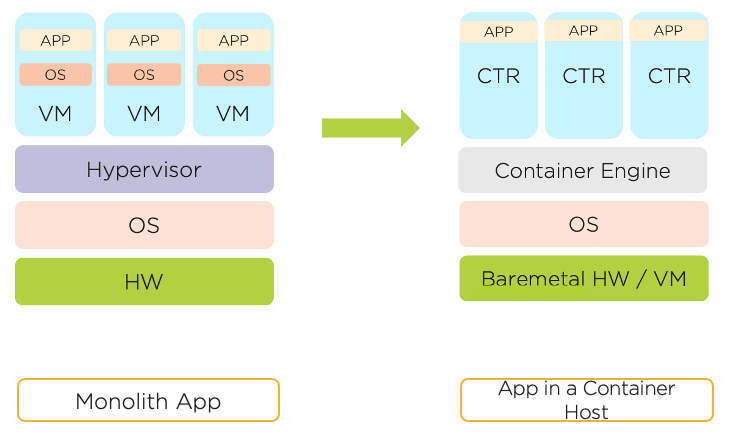 APP
APP
APP
OS
OS
OS
VM
VM
VM
Hypervisor
OS
HW
Monolith App
APP
APP
APP
CTR
CTR
CTR
Container Engine
OS
Baremetal HW / VM
App in a Container
Host